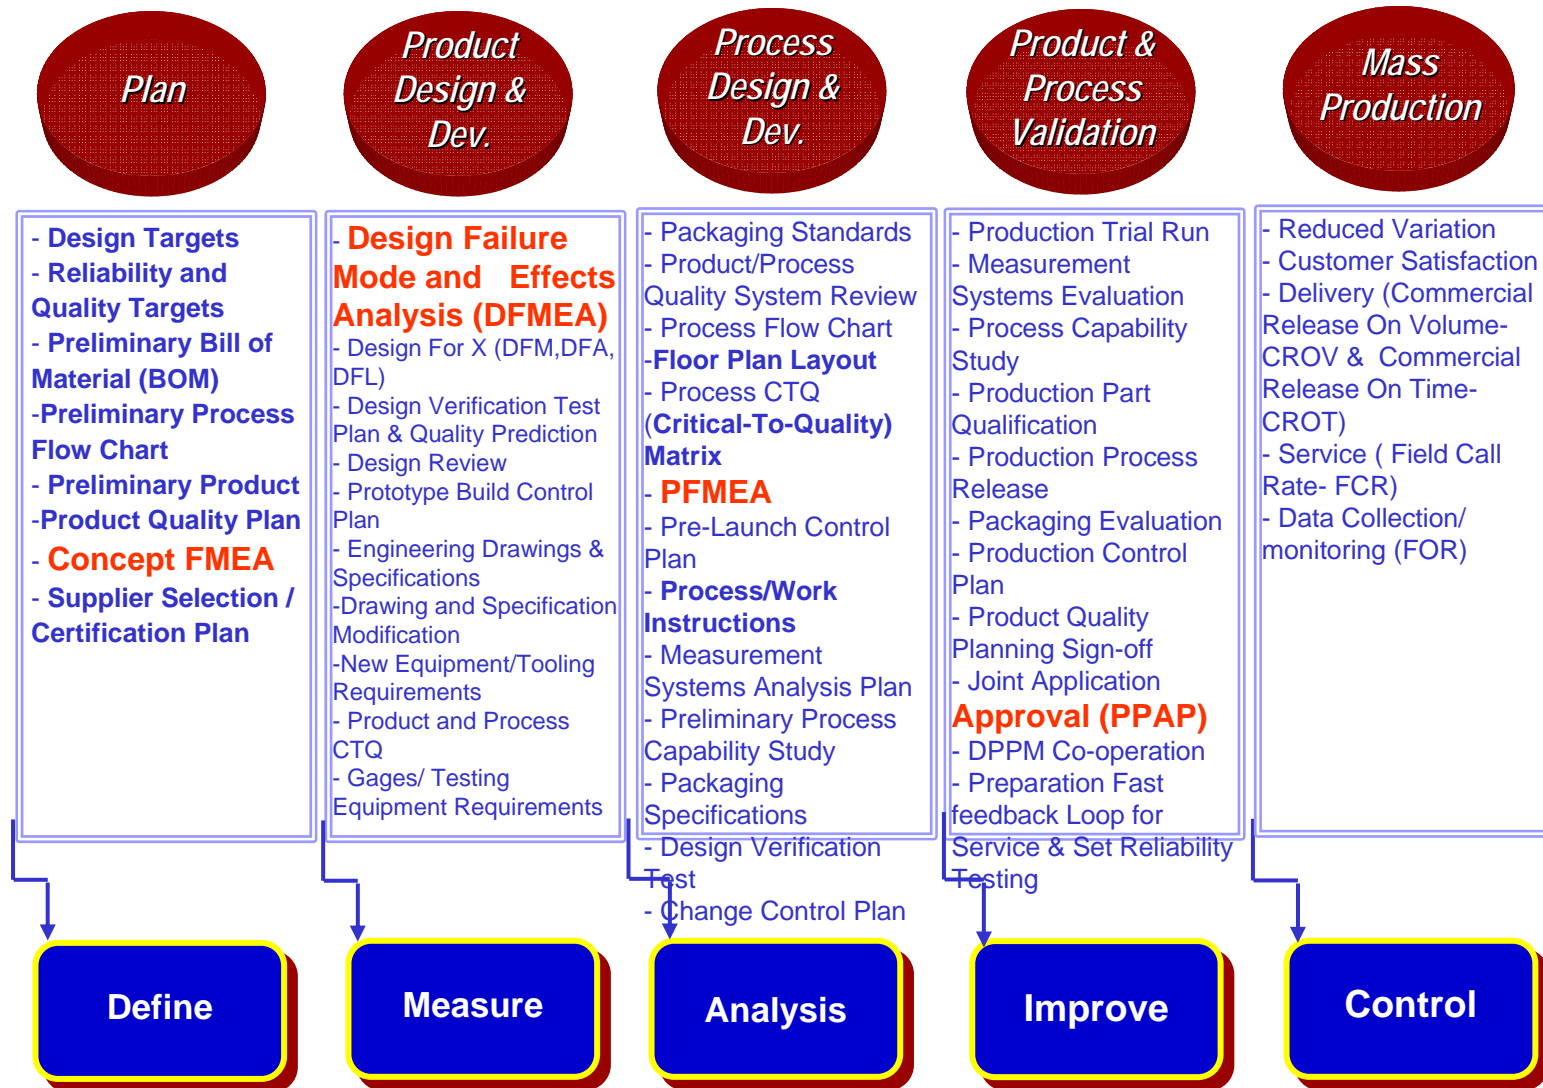 Plan
Product
Design &
Dev.
Process
Design &
Dev.
Product &
Process
Validation
Mass
Production
- Design Targets
- Reliability and
Quality Targets
- Preliminary Bill of
Material (BOM)
-Preliminary Process
Flow Chart
- Preliminary Product
-Product Quality Plan
- Concept FMEA
- Supplier Selection /
Certification Plan
- Design Failure
Mode and Effects
Analysis (DFMEA)
- Design For X (DFM,DFA,
DFL)
- Design Verification Test
Plan & Quality Prediction
- Design Review
- Prototype Build Control
Plan
- Engineering Drawings &
Specifications
-Drawing and Specification
Modification
-New Equipment/Tooling
Requirements
- Product and Process
CTQ
- Gages/ Testing
Equipment Requirements
- Packaging Standards
- Product/Process
Quality System Review
- Process Flow Chart
-Floor Plan Layout
- Process CTQ
(Critical-To-Quality)
Matrix
- PFMEA
- Pre-Launch Control
Plan
- Process/Work
Instructions
- Measurement
Systems Analysis Plan
- Preliminary Process
Capability Study
- Packaging
Specifications
- Design Verification
Test
- Change Control Plan
- Production Trial Run
- Measurement
Systems Evaluation
- Process Capability
Study
- Production Part
Qualification
- Production Process
Release
- Packaging Evaluation
- Production Control
Plan
- Product Quality
Planning Sign-off
- Joint Application
Approval (PPAP)
- DPPM Co-operation
- Preparation Fast
feedback Loop for
Service & Set Reliability
Testing
- Reduced Variation
- Customer Satisfaction
- Delivery (Commercial
Release On Volume-
CROV & Commercial
Release On Time-
CROT)
- Service ( Field Call
Rate- FCR)
- Data Collection/
monitoring (FOR)
Define
Measure
Analysis
Improve
Control